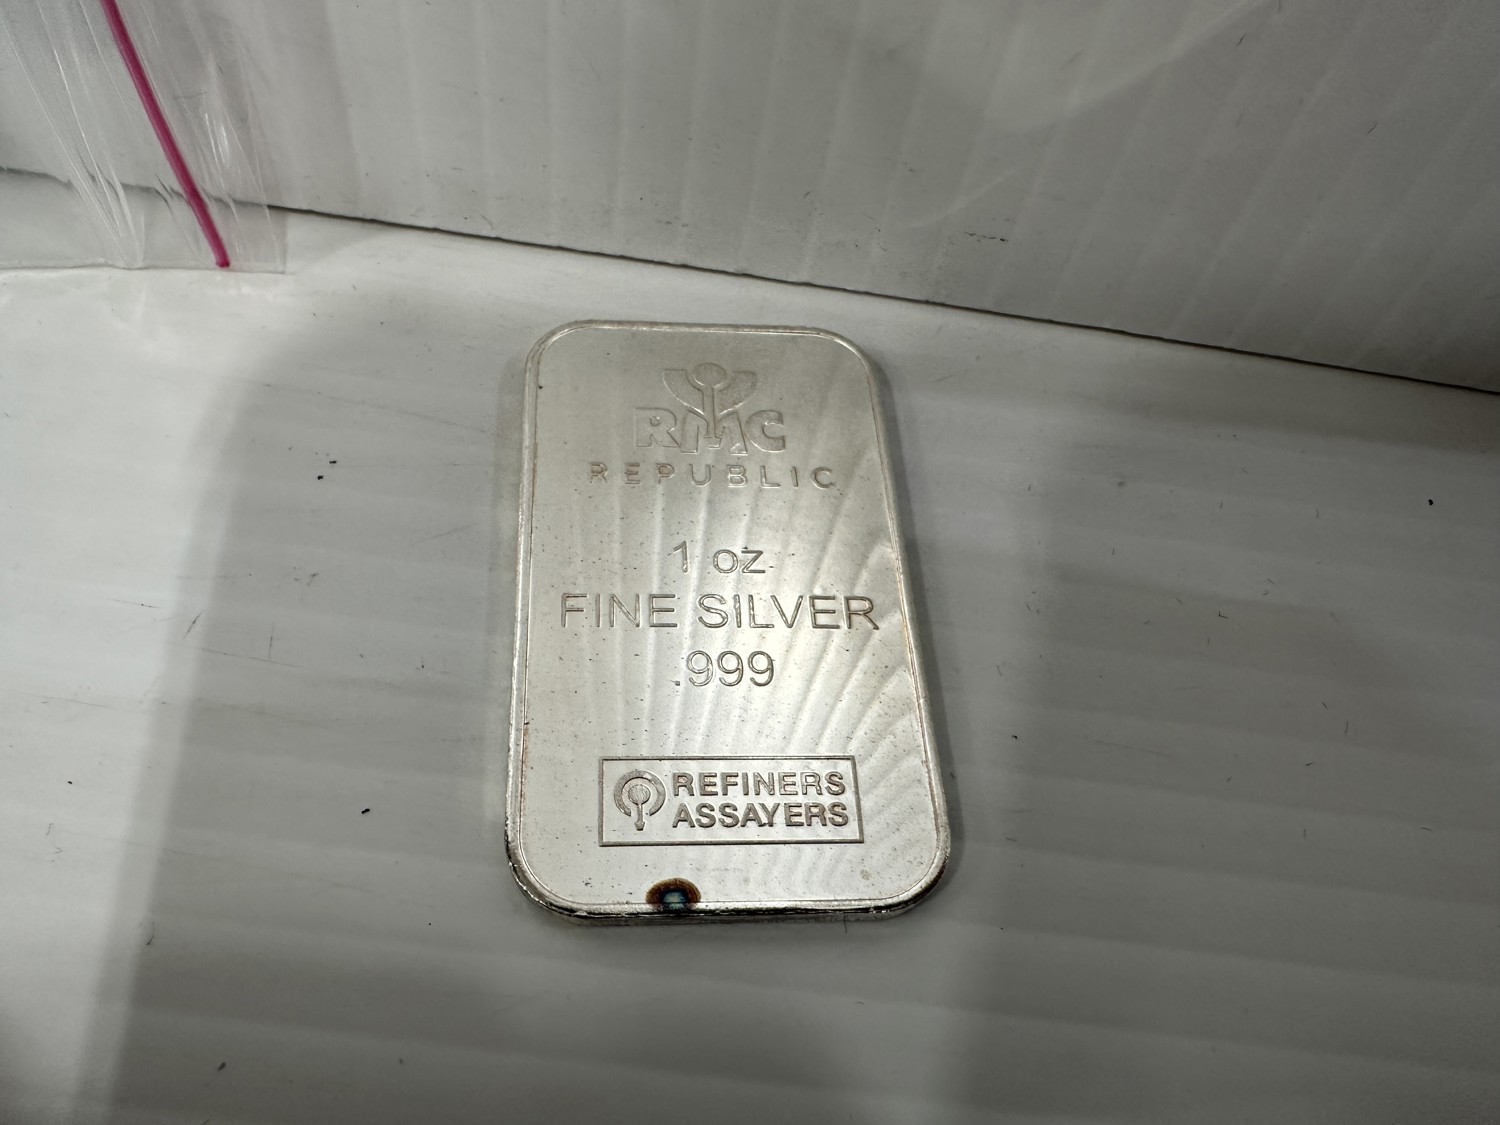 RMC
REPUBLIC
1 oz
FINE SILVER
.999
REFINERS
ASSAYERS